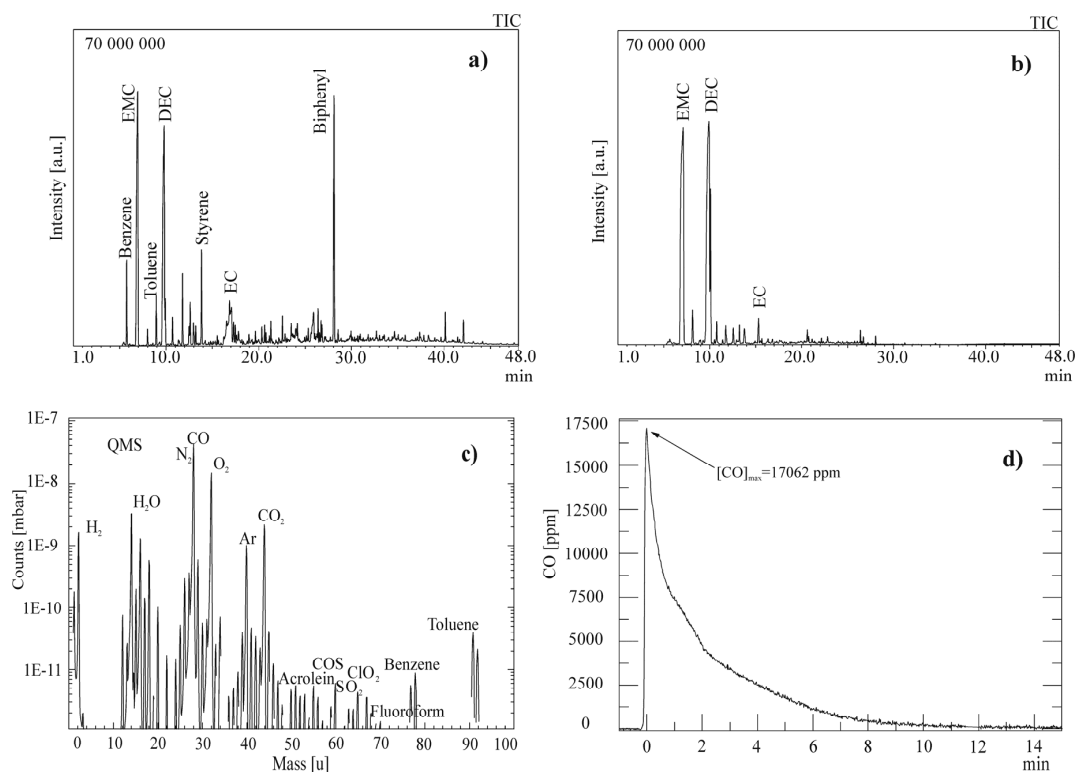 TIC
70 000 000
a)
Intensity [a.u.]
Benzene
EMC
Toluene
DEC
Styrene
EC
Biphenyl
1.0 10.0 20.0 30.0 40.0 48.0
min
TIC
70 000 000
b)
Intensity [a.u.]
EMC
DEC
EC
1.0 10.0 20.0 30.0 40.0 48.0
min
1E-7
1E-8
1E-9
1E-10
1E-11
Counts [mbar]
QMS
c)
H₂
H₂O
N₂
CO
O₂
Ar
CO₂
Acrolein
COS
SO₂
ClO₂
Fluoroform
Benzene
Toluene
0 10 20 30 40 50 60 70 80 90 100
Mass [u]
17500
15000
12500
10000
7500
5000
2500
0
CO [ppm]
d)
[CO]max=17062 ppm
0 2 4 6 8 10 12 14
min